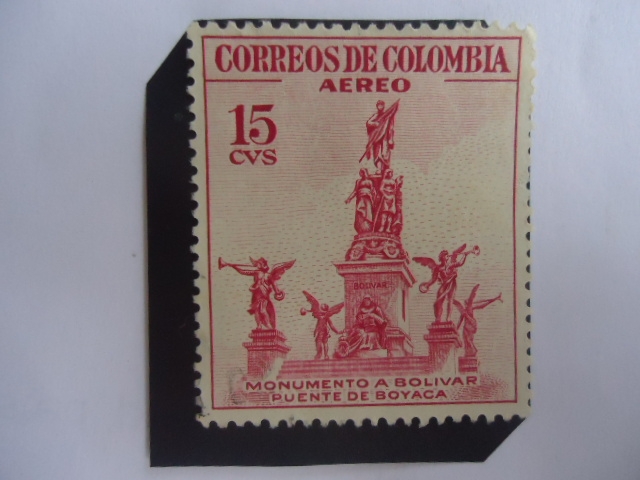 CORREOS DE COLOMBIA
AEREO
15
CVS
BOLIVAR
MONUMENTO A BOLIVAR
PUENTE DE BOYACA